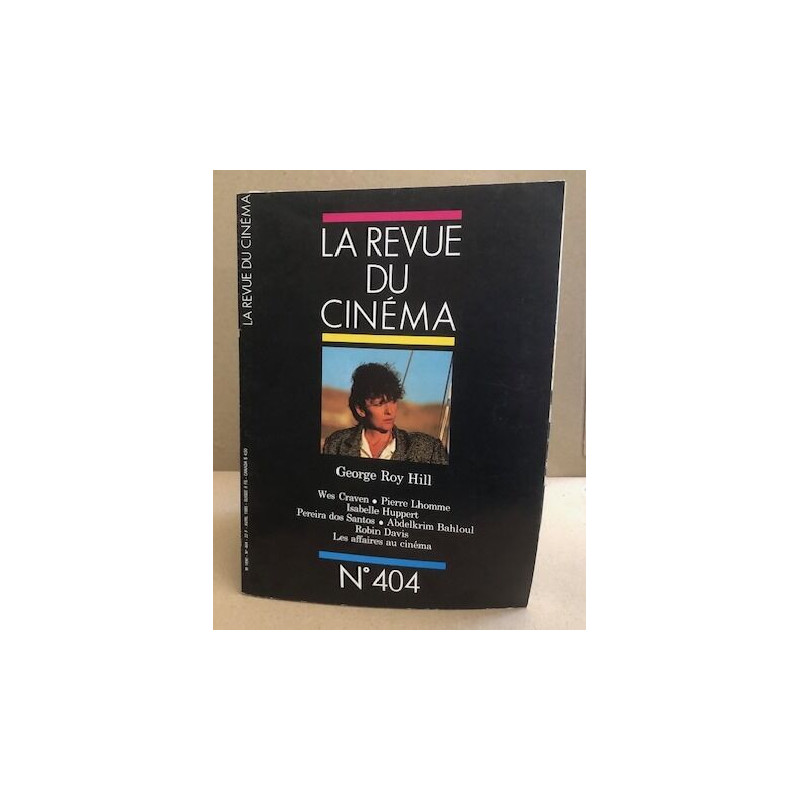 LA REVUE DU CINÉMA
LA REVUE
DU
CINÉMA
George Roy Hill
Wes Craven • Pierre Lhomme
Isabelle Huppert
Pereira dos Santos • Abdelkrim Bahloul
Robin Davis
Les affaires au cinéma
N° 404